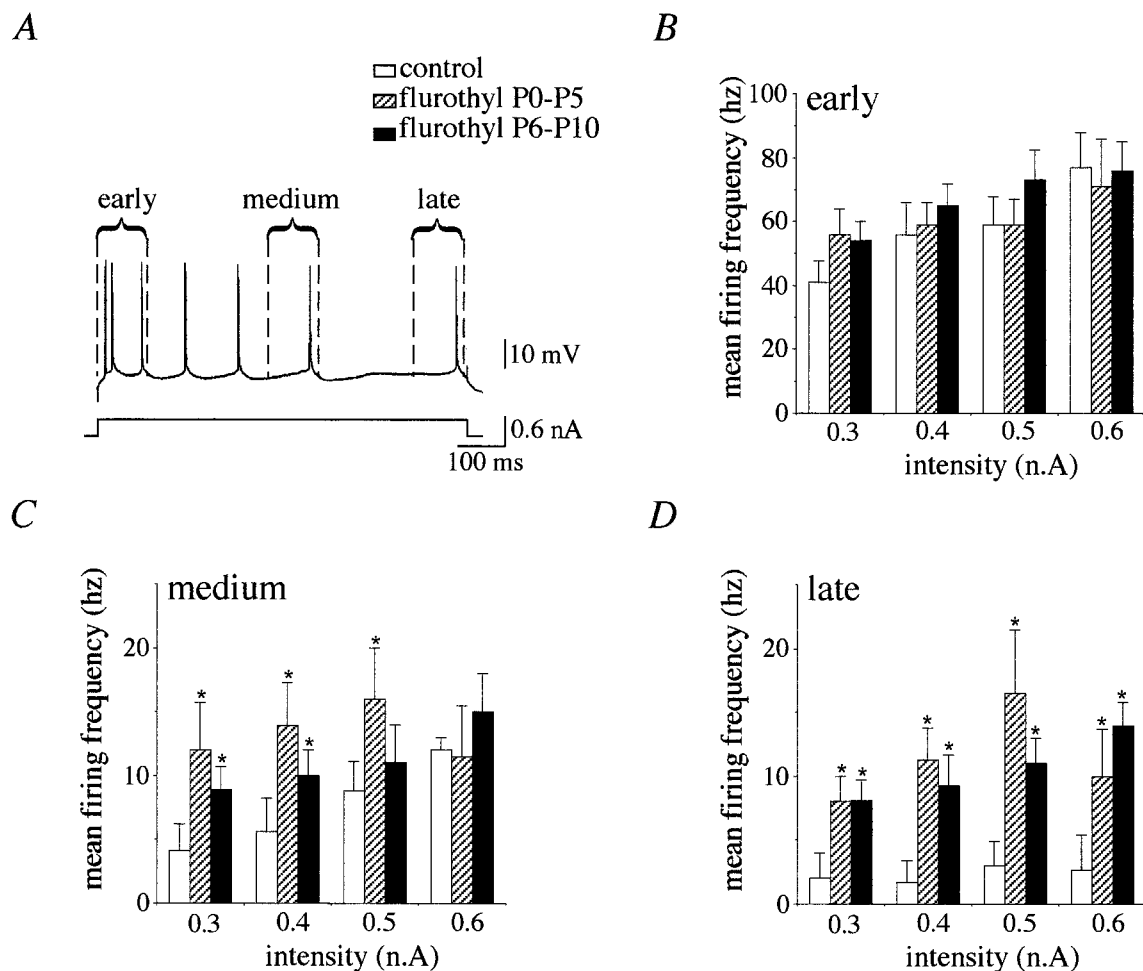 A
control
flurothyl P0-P5
flurothyl P6-P10
early
medium
late
10 mV
0.6 nA
100 ms
B
early
mean firing frequency (hz)
100
80
60
40
20
0
0.3 0.4 0.5 0.6
intensity (n.A)
C
medium
mean firing frequency (hz)
20
10
0
* * * * *
0.3 0.4 0.5 0.6
intensity (n.A)
D
late
mean firing frequency (hz)
20
10
0
* * * * * * * *
0.3 0.4 0.5 0.6
intensity (n.A)